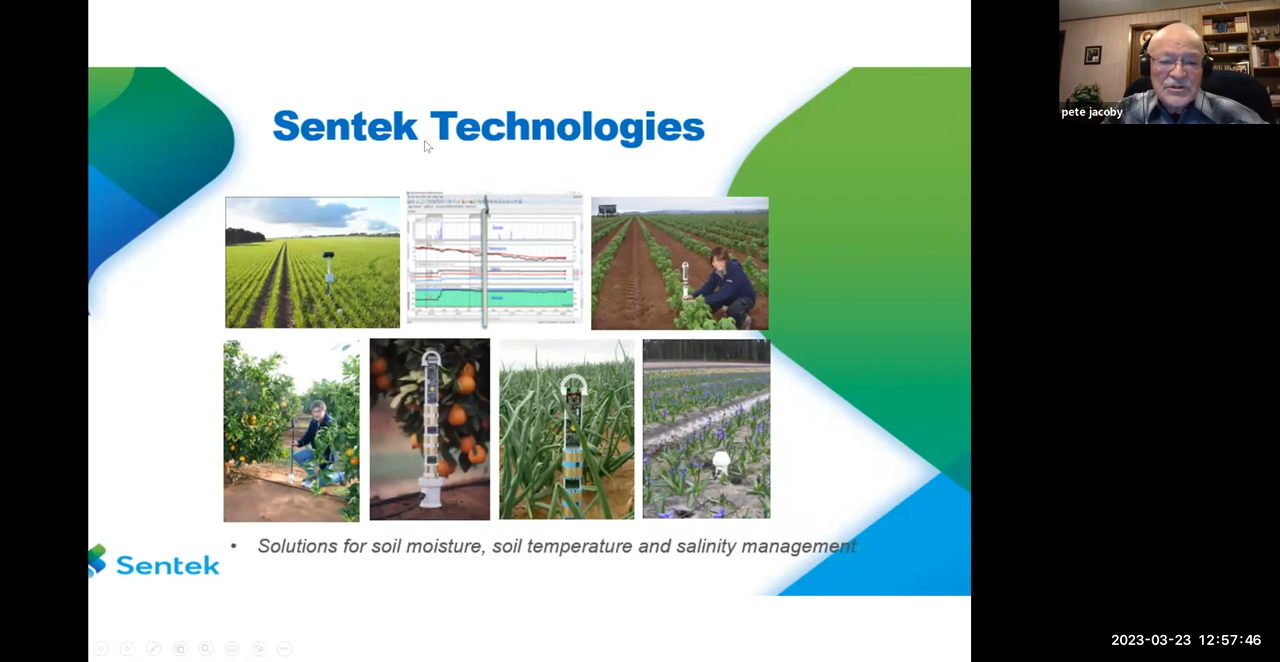 Sentek Technologies
• Solutions for soil moisture, soil temperature and salinity management
Sentek
pete jacoby
2023-03-23 12:57:46